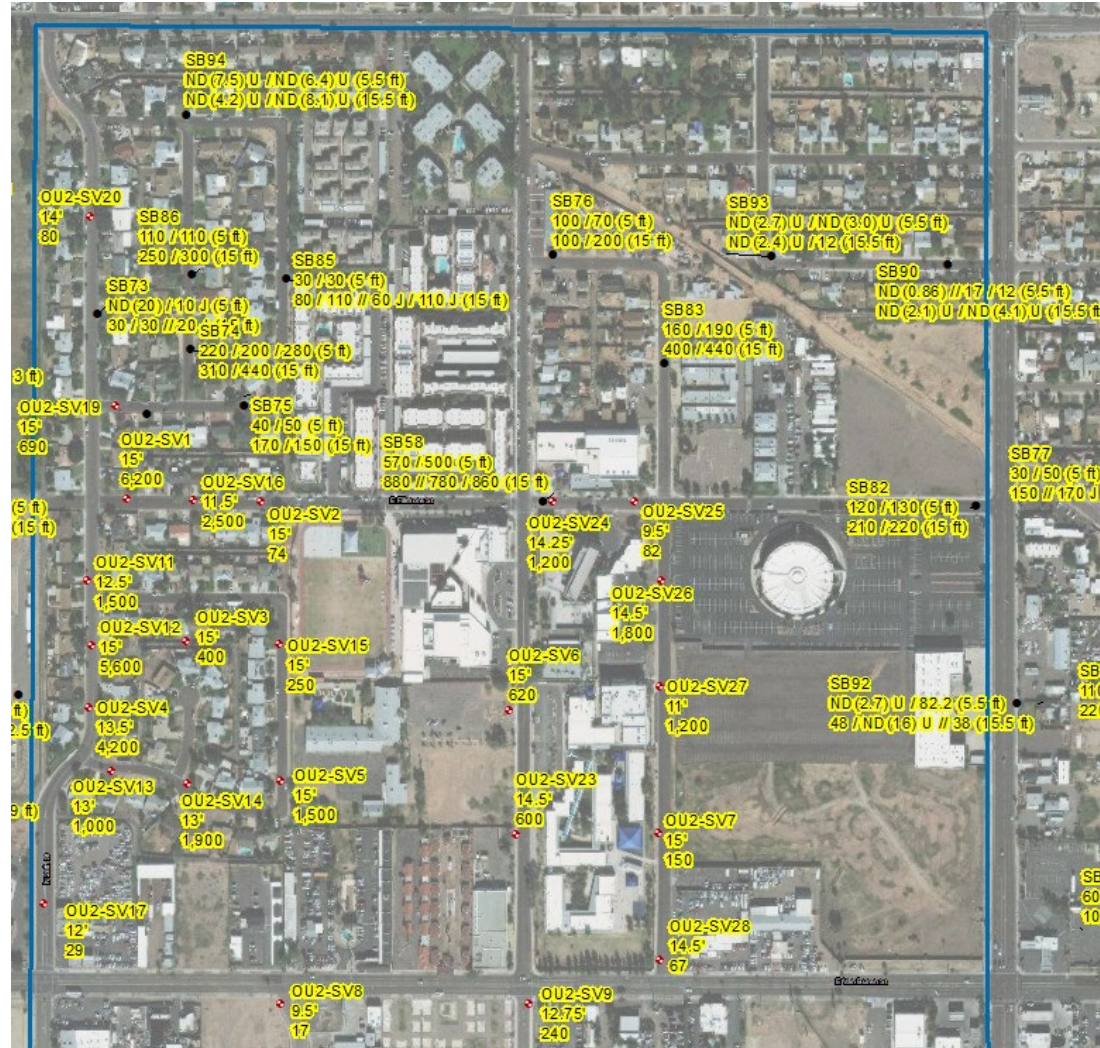 SB94
ND(7.5) U / ND(6.4) U (5.5 ft)
ND(4.2) U / ND(8.1) U (15.5 ft)
OU2-SV20
14'
80
SB86
110 / 110 (5 ft)
250 / 300 (15 ft)
SB76
100 / 70 (5 ft)
100 / 200 (15 ft)
SB93
ND(2.7) U / ND(3.0) U (5.5 ft)
ND(2.4) U / 12 (15.5 ft)
SB85
30 / 30 (5 ft)
80 / 110 // 60 J / 110 J (15 ft)
SB90
ND(0.86) // 17 / 12 (5.5 ft)
ND(2.1) U / ND(4.1) U (15.5 ft
SB73
ND(20) / 10 J (5 ft)
30 / 30 // 20
SB74
220 / 200 / 280 (5 ft)
310 / 440 (15 ft)
SB83
160 / 190 (5 ft)
400 / 440 (15 ft)
3 ft)
OU2-SV19
15'
690
SB75
40 / 50 (5 ft)
170 / 150 (15 ft)
OU2-SV1
15'
6,200
SB58
570 / 500 (5 ft)
880 // 780 / 860 (15 ft)
SB77
30 / 50 (5 ft)
150 // 170 J
OU2-SV16
11.5'
2,500
OU2-SV2
15'
74
SB82
120 / 130 (5 ft)
210 / 220 (15 ft)
(5 ft)
(15 ft
OU2-SV24
14.25'
1,200
OU2-SV25
9.5'
82
OU2-SV11
12.5'
1,500
OU2-SV26
14.5'
1,800
OU2-SV12
15'
5,600
OU2-SV3
15'
400
OU2-SV15
15'
250
OU2-SV6
15'
620
OU2-SV27
11'
1,200
SB92
ND(2.7) U / 82.2 (5.5 ft)
48 / ND(16) U // 38 (15.5 ft)
SB
110
220
ft)
2.5 ft)
OU2-SV4
13.5'
4,200
OU2-SV13
13'
1,000
OU2-SV14
13'
1,900
OU2-SV5
15'
1,500
OU2-SV23
14.5'
600
OU2-SV7
15'
150
9 ft)
OU2-SV17
12'
29
OU2-SV28
14.5'
67
SB
60
10
OU2-SV8
9.5'
17
OU2-SV9
12.75'
240